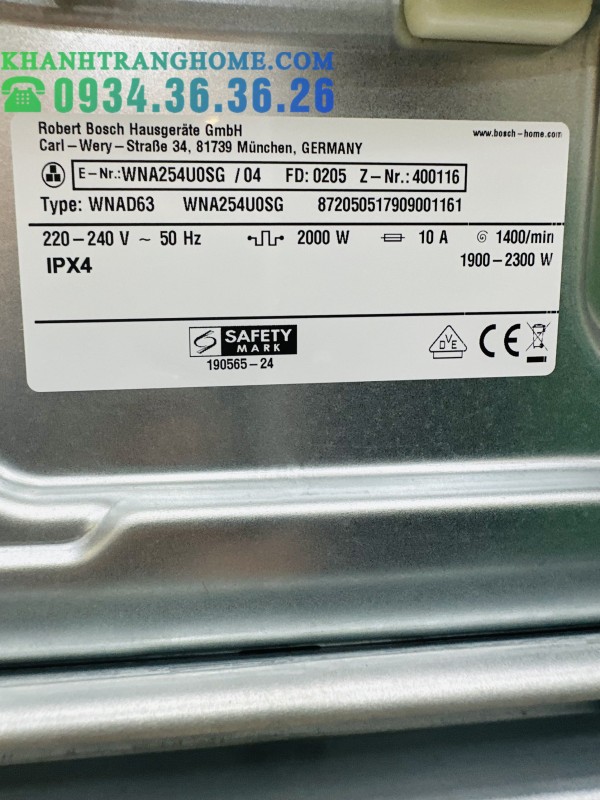 KHANHTRANGHOME.COM
0934.36.36.26
Robert Bosch Hausgeräte GmbH
www.bosch-home.com
Carl-Wery-Straße 34, 81739 München, GERMANY
E-Nr.: WNA254U0SG / 04 FD: 0205 Z-Nr.: 400116
Type: WNAD63 WNA254U0SG 872050517909001161
220-240 V ~ 50 Hz 2000 W 10 A 1400/min
IPX4 1900-2300 W
SAFETY
MARK
190565-24
DVE
CE